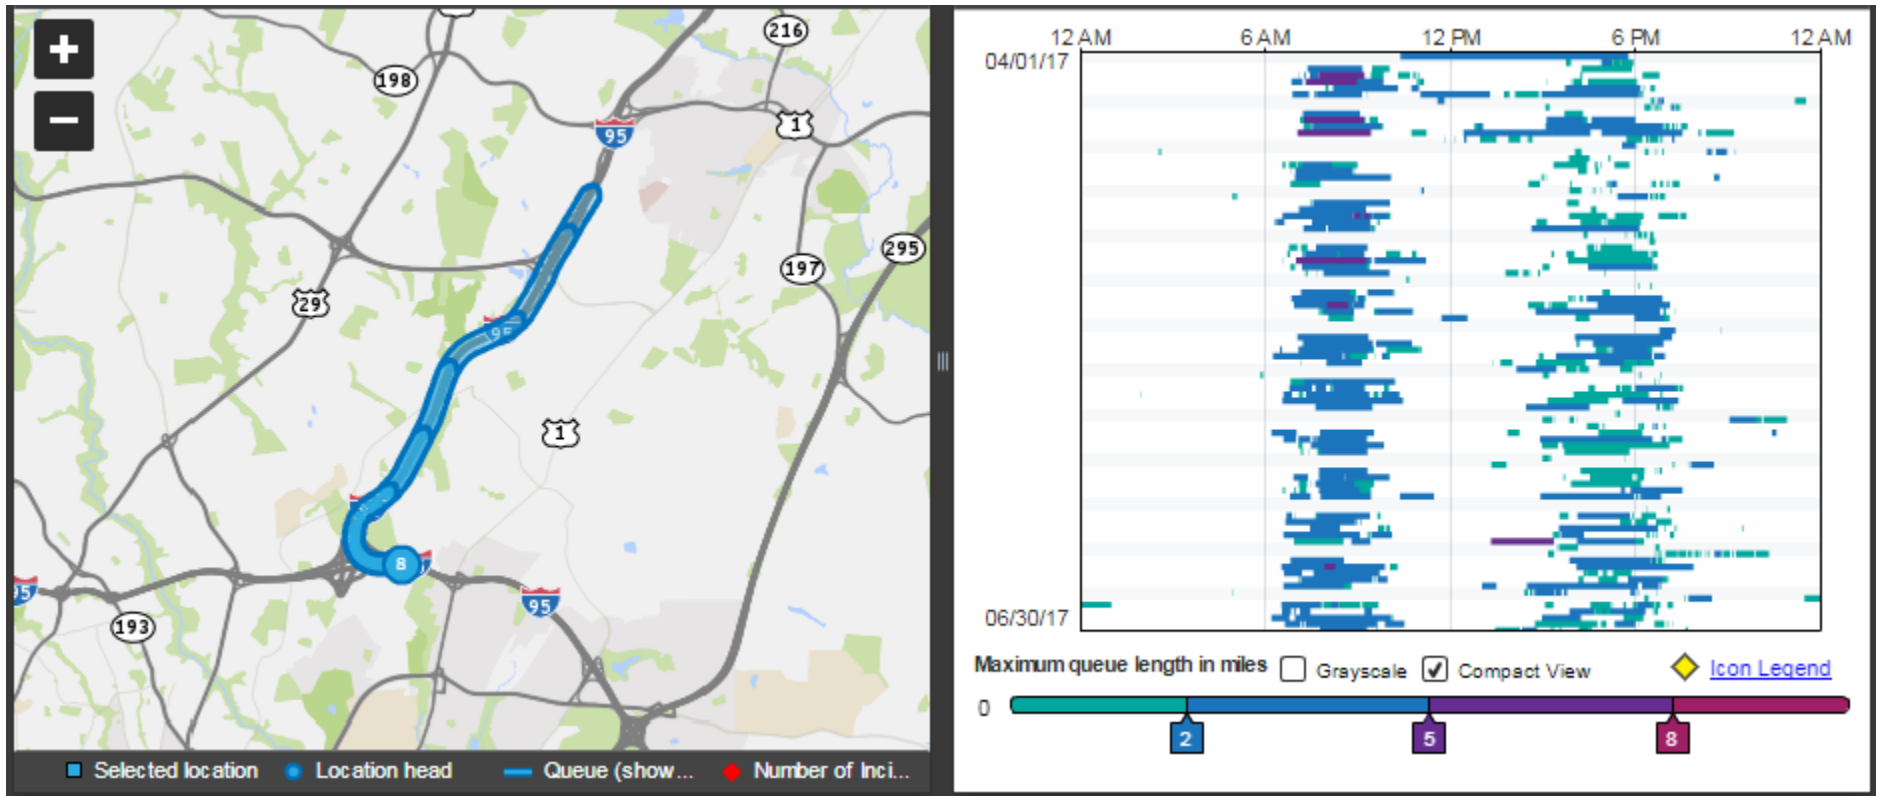 +
−
216
198
1
95
197
295
29
95
1
8
95
95
193
Selected location
Location head
Queue (show...
Number of Inci...
12 AM 6 AM 12 PM 6 PM 12 AM
04/01/17
06/30/17
Maximum queue length in miles
Grayscale
Compact View
Icon Legend
0
2 5 8